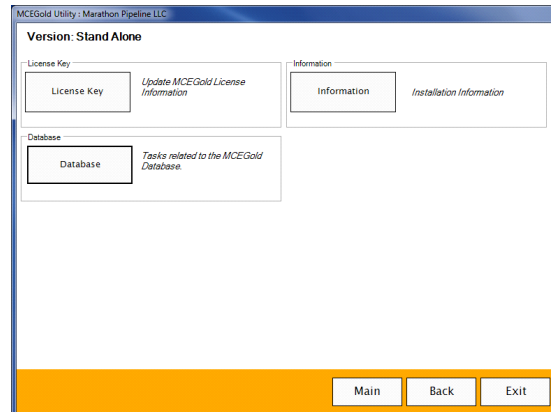 MCEGold Utility : Marathon Pipeline LLC
Version: Stand Alone
License Key
License Key
Update MCEGold License
Information
Information
Information
Installation Information
Database
Database
Tasks related to the MCEGold
Database.
Main
Back
Exit